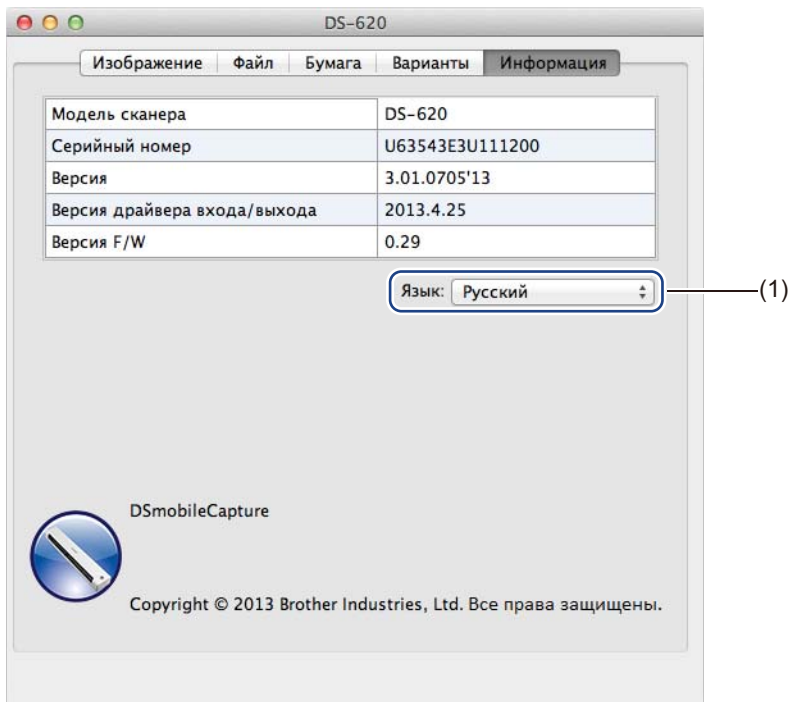 DS-620
Изображение Файл Бумага Варианты Информация
Модель сканера DS-620
Серийный номер U63543E3U111200
Версия 3.01.0705'13
Версия драйвера входа/выхода 2013.4.25
Версия F/W 0.29
Язык: Русский (1)
DSmobileCapture
Copyright © 2013 Brother Industries, Ltd. Все права защищены.